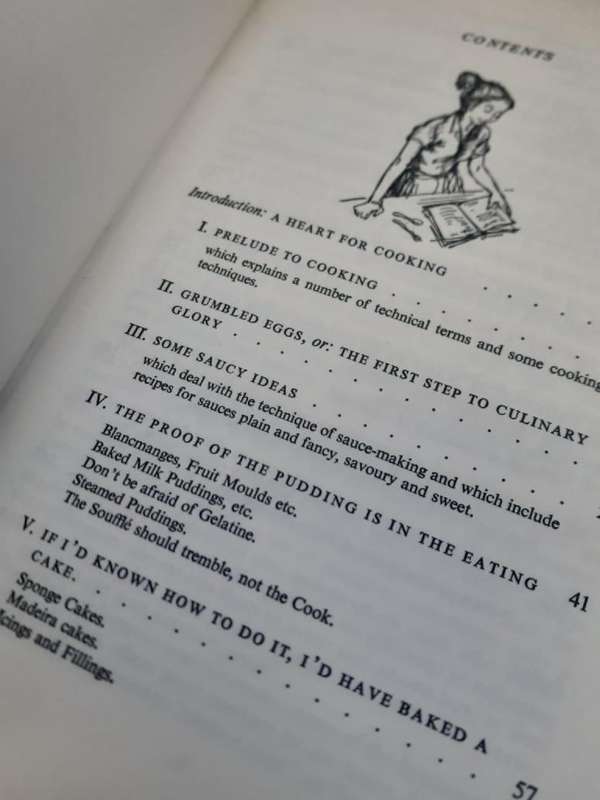 CONTENTS
Introduction: A HEART FOR COOKING . . . .
I. PRELUDE TO COOKING . . . . . . .
which explains a number of technical terms and some cooking
techniques.
II. GRUMBLED EGGS, or: THE FIRST STEP TO CULINARY
GLORY . . . . . . . . . .
III. SOME SAUCY IDEAS . . . . . . . .
which deal with the technique of sauce-making and which include
recipes for sauces plain and fancy, savoury and sweet.
IV. THE PROOF OF THE PUDDING IS IN THE EATING 41
Blancmanges, Fruit Moulds etc.
Baked Milk Puddings, etc.
Don't be afraid of Gelatine.
Steamed Puddings.
The Soufflé should tremble, not the Cook.
V. IF I'D KNOWN HOW TO DO IT, I'D HAVE BAKED A
CAKE. . . . . . . . . . . 57
Sponge Cakes.
Madeira cakes.
Icings and Fillings.